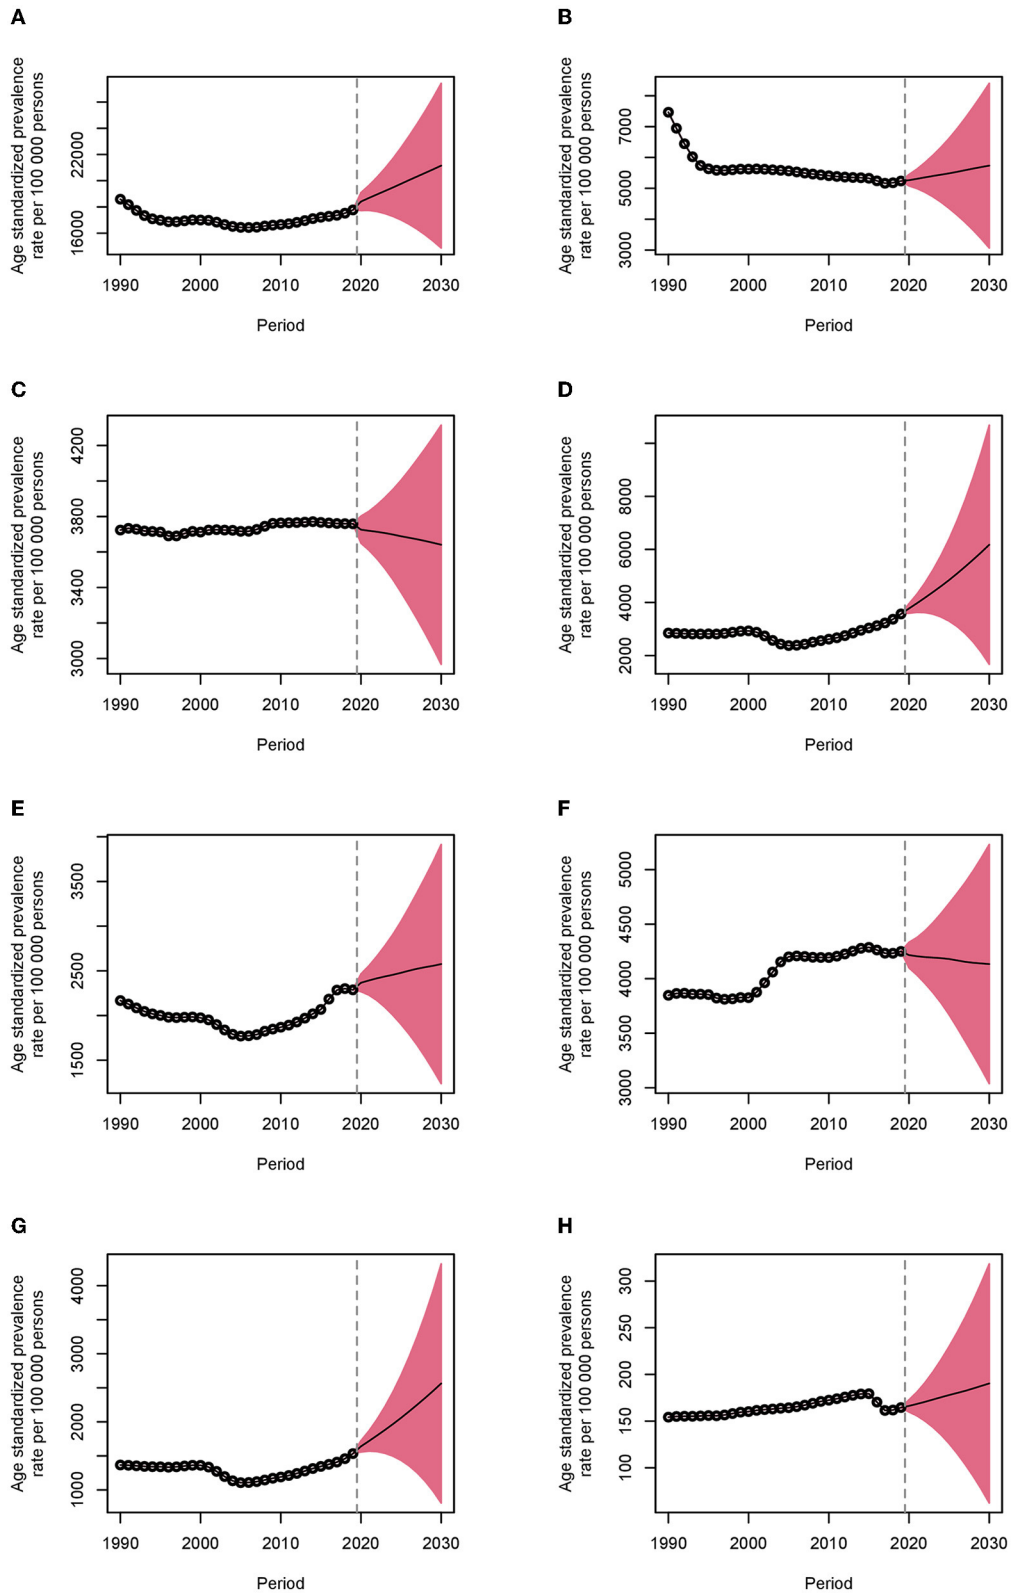 A
Age standardized prevalence
rate per 100 000 persons
16000
22000
1990
2000
2010
2020
2030
Period
B
Age standardized prevalence
rate per 100 000 persons
3000
5000
7000
1990
2000
2010
2020
2030
Period
C
Age standardized prevalence
rate per 100 000 persons
3000
3400
3800
4200
1990
2000
2010
2020
2030
Period
D
Age standardized prevalence
rate per 100 000 persons
2000
4000
6000
8000
1990
2000
2010
2020
2030
Period
E
Age standardized prevalence
rate per 100 000 persons
1500
2500
3500
1990
2000
2010
2020
2030
Period
F
Age standardized prevalence
rate per 100 000 persons
3000
3500
4000
4500
5000
1990
2000
2010
2020
2030
Period
G
Age standardized prevalence
rate per 100 000 persons
1000
2000
3000
4000
1990
2000
2010
2020
2030
Period
H
Age standardized prevalence
rate per 100 000 persons
100
150
200
250
300
1990
2000
2010
2020
2030
Period